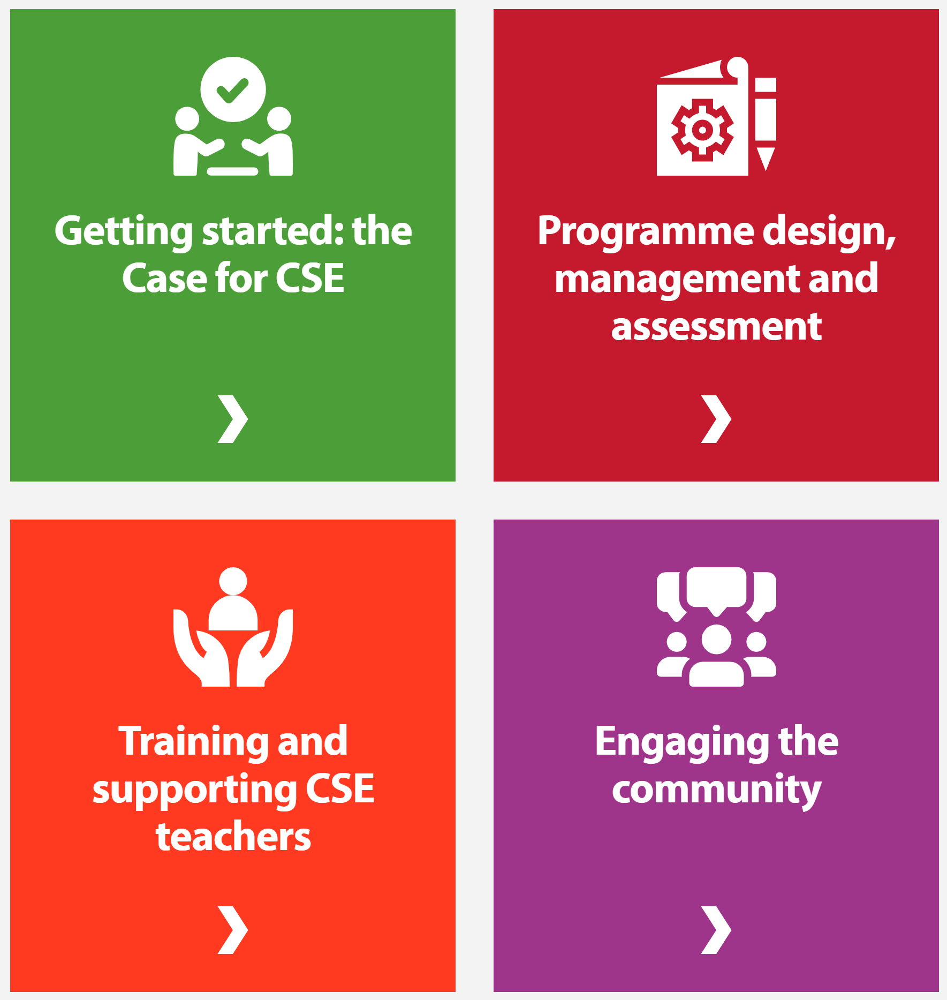 Getting started: the
Case for CSE
Programme design,
management and
assessment
Training and
supporting CSE
teachers
Engaging the
community